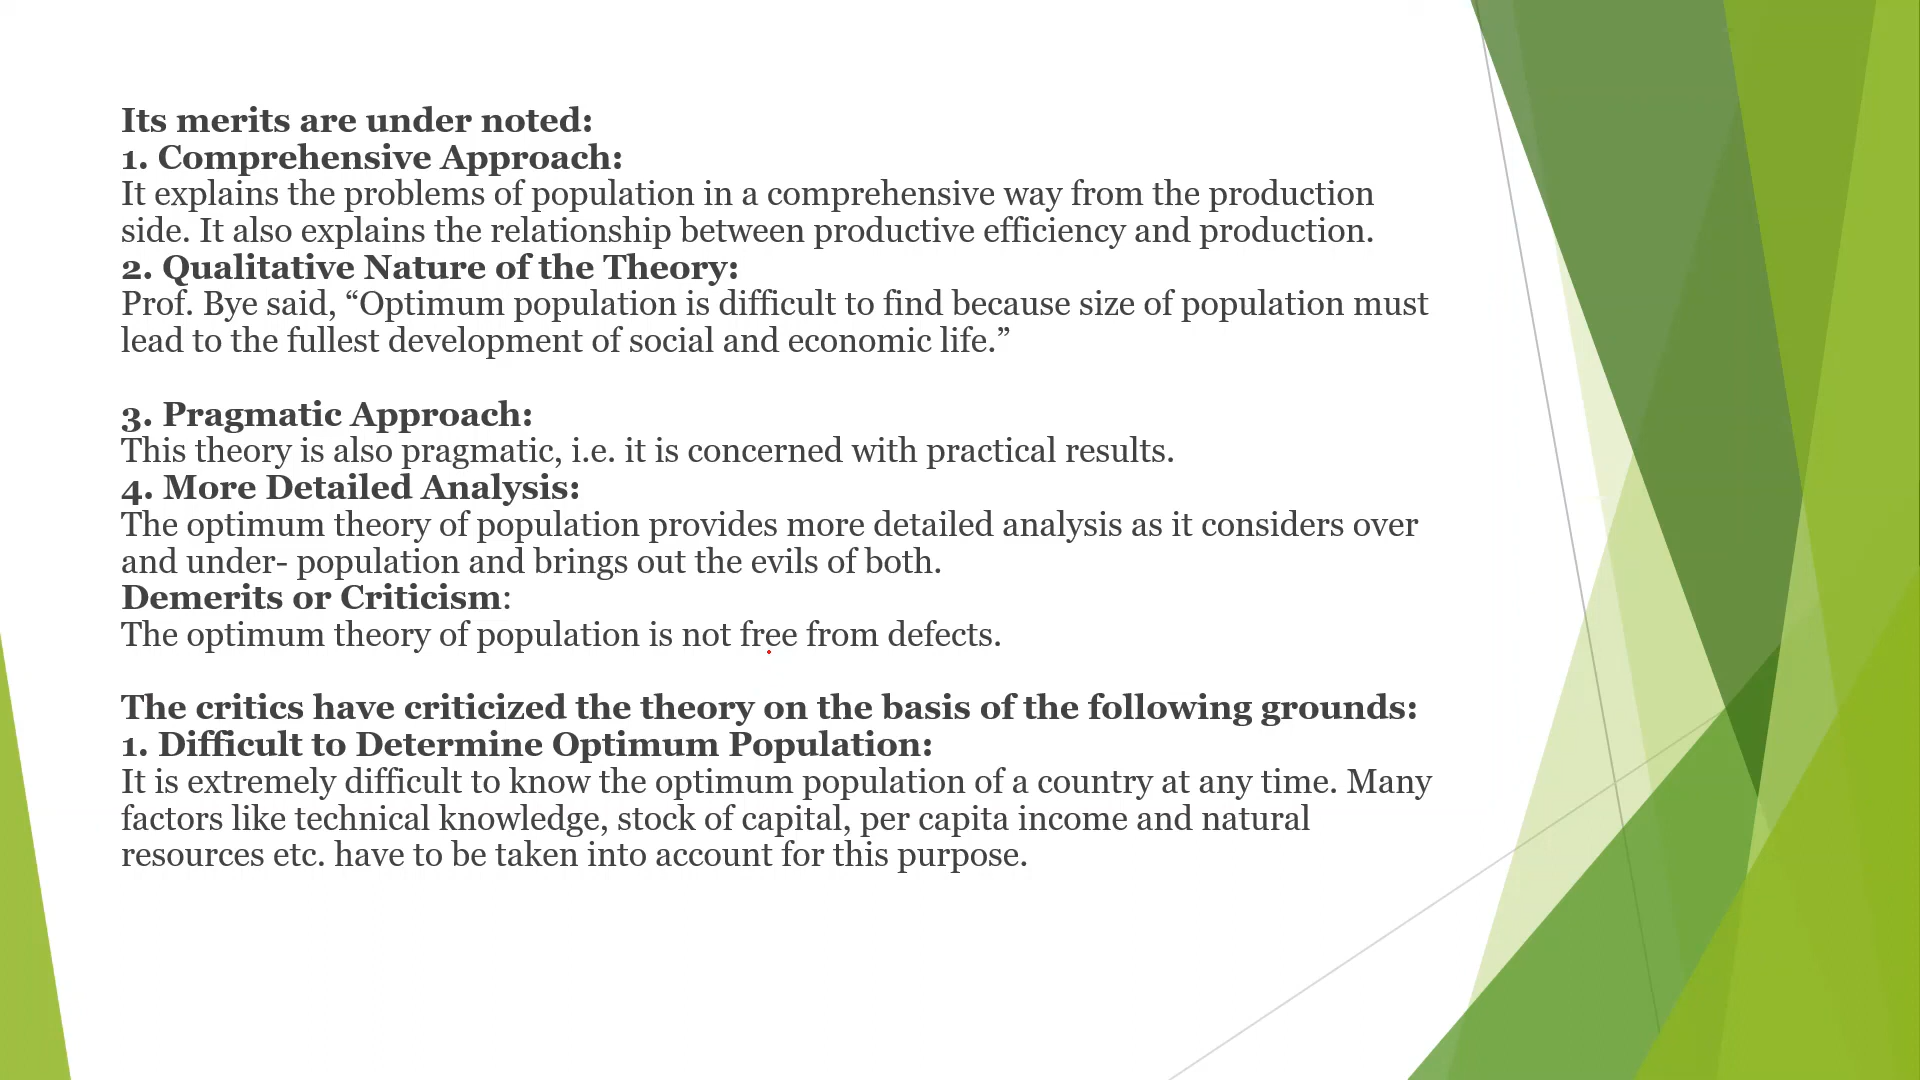 Its merits are under noted:
1. Comprehensive Approach:
It explains the problems of population in a comprehensive way from the production
side. It also explains the relationship between productive efficiency and production.
2. Qualitative Nature of the Theory:
Prof. Bye said, “Optimum population is difficult to find because size of population must
lead to the fullest development of social and economic life.”
3. Pragmatic Approach:
This theory is also pragmatic, i.e. it is concerned with practical results.
4. More Detailed Analysis:
The optimum theory of population provides more detailed analysis as it considers over
and under- population and brings out the evils of both.
Demerits or Criticism:
The optimum theory of population is not free from defects.
The critics have criticized the theory on the basis of the following grounds:
1. Difficult to Determine Optimum Population:
It is extremely difficult to know the optimum population of a country at any time. Many
factors like technical knowledge, stock of capital, per capita income and natural
resources etc. have to be taken into account for this purpose.